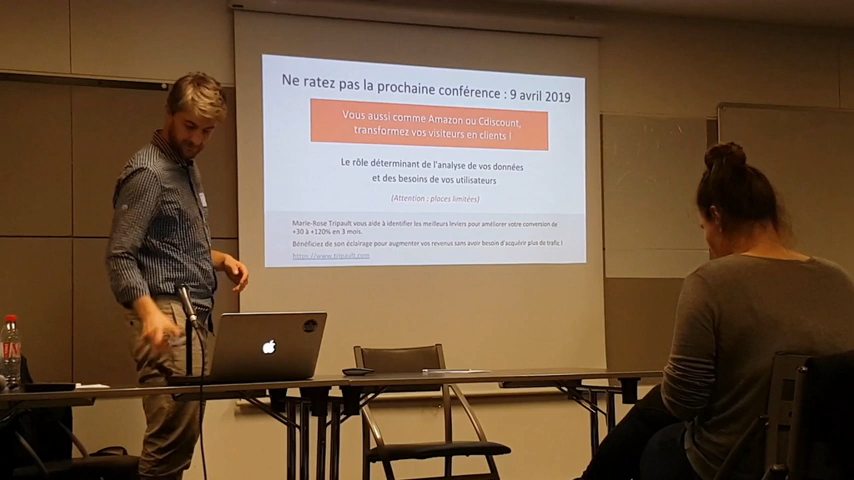 Ne ratez pas la prochaine conférence : 9 avril 2019
Vous aussi comme Amazon ou Cdiscount,
transformez vos visiteurs en clients !
Le rôle déterminant de l'analyse de vos données
et des besoins de vos utilisateurs
(Attention : places limitées)
Marie-Rose Tripault vous aide à identifier les meilleurs leviers pour améliorer votre conversion de
+30 à +120% en 3 mois.
Bénéficiez de son éclairage pour augmenter vos revenus sans avoir besoin d'acquérir plus de trafic !
https://www.tripault.com